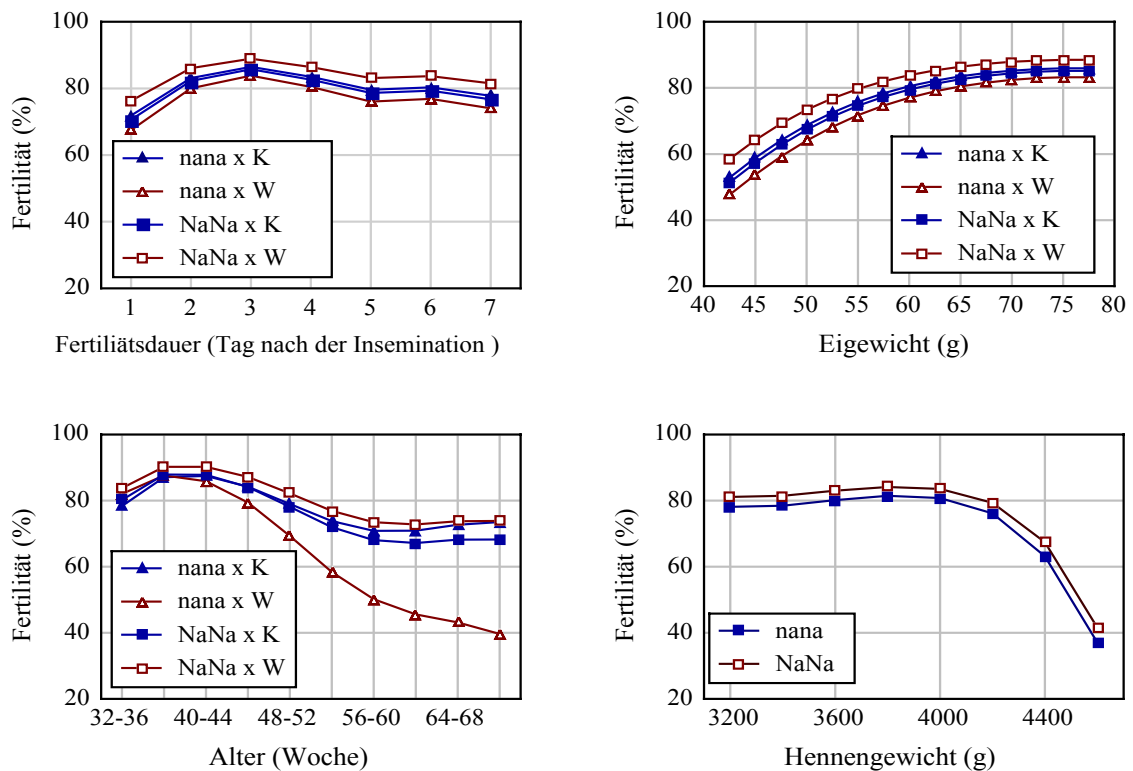 100
80
60
40
20
Fertilität (%)
nana x K
nana x W
NaNa x K
NaNa x W
1 2 3 4 5 6 7
Fertiliätsdauer (Tag nach der Insemination )
100
80
60
40
20
Fertilität (%)
nana x K
nana x W
NaNa x K
NaNa x W
40 45 50 55 60 65 70 75 80
Eigewicht (g)
100
80
60
40
20
Fertilität (%)
nana x K
nana x W
NaNa x K
NaNa x W
32-36 40-44 48-52 56-60 64-68
Alter (Woche)
100
80
60
40
20
Fertilität (%)
nana
NaNa
3200 3600 4000 4400
Hennengewicht (g)